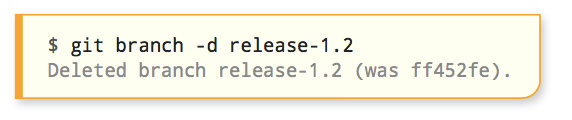 $ git branch -d release-1.2
Deleted branch release-1.2 (was ff452fe).